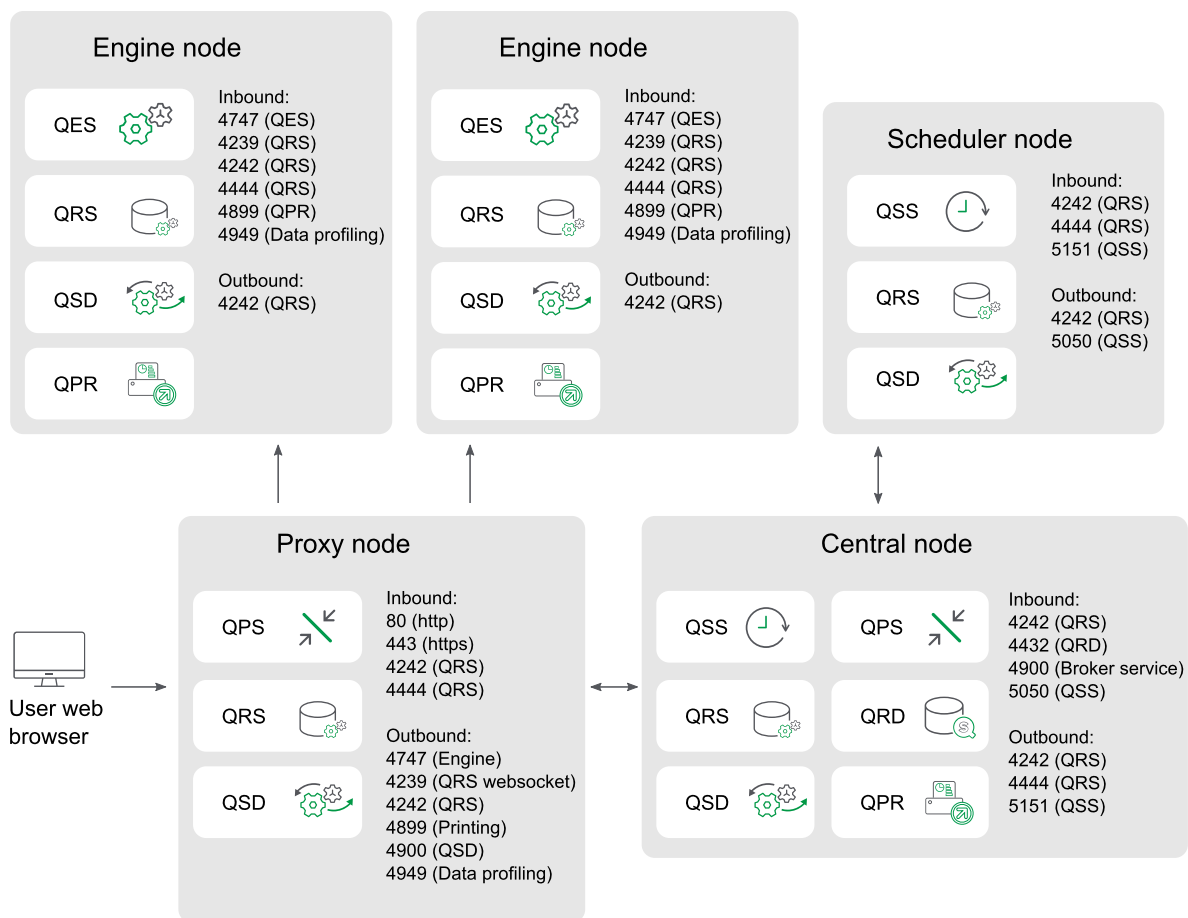 Engine node
QES
QRS
QSD
QPR
Inbound:
4747 (QES)
4239 (QRS)
4242 (QRS)
4444 (QRS)
4899 (QPR)
4949 (Data profiling)
Outbound:
4242 (QRS)
Engine node
QES
QRS
QSD
QPR
Inbound:
4747 (QES)
4239 (QRS)
4242 (QRS)
4444 (QRS)
4899 (QPR)
4949 (Data profiling)
Outbound:
4242 (QRS)
Scheduler node
QSS
QRS
QSD
Inbound:
4242 (QRS)
4444 (QRS)
5151 (QSS)
Outbound:
4242 (QRS)
5050 (QSS)
User web
browser
Proxy node
QPS
QRS
QSD
Inbound:
80 (http)
443 (https)
4242 (QRS)
4444 (QRS)
Outbound:
4747 (Engine)
4239 (QRS websocket)
4242 (QRS)
4899 (Printing)
4900 (QSD)
4949 (Data profiling)
Central node
QSS
QPS
QRS
QRD
S
QSD
QPR
Inbound:
4242 (QRS)
4432 (QRD)
4900 (Broker service)
5050 (QSS)
Outbound:
4242 (QRS)
4444 (QRS)
5151 (QSS)